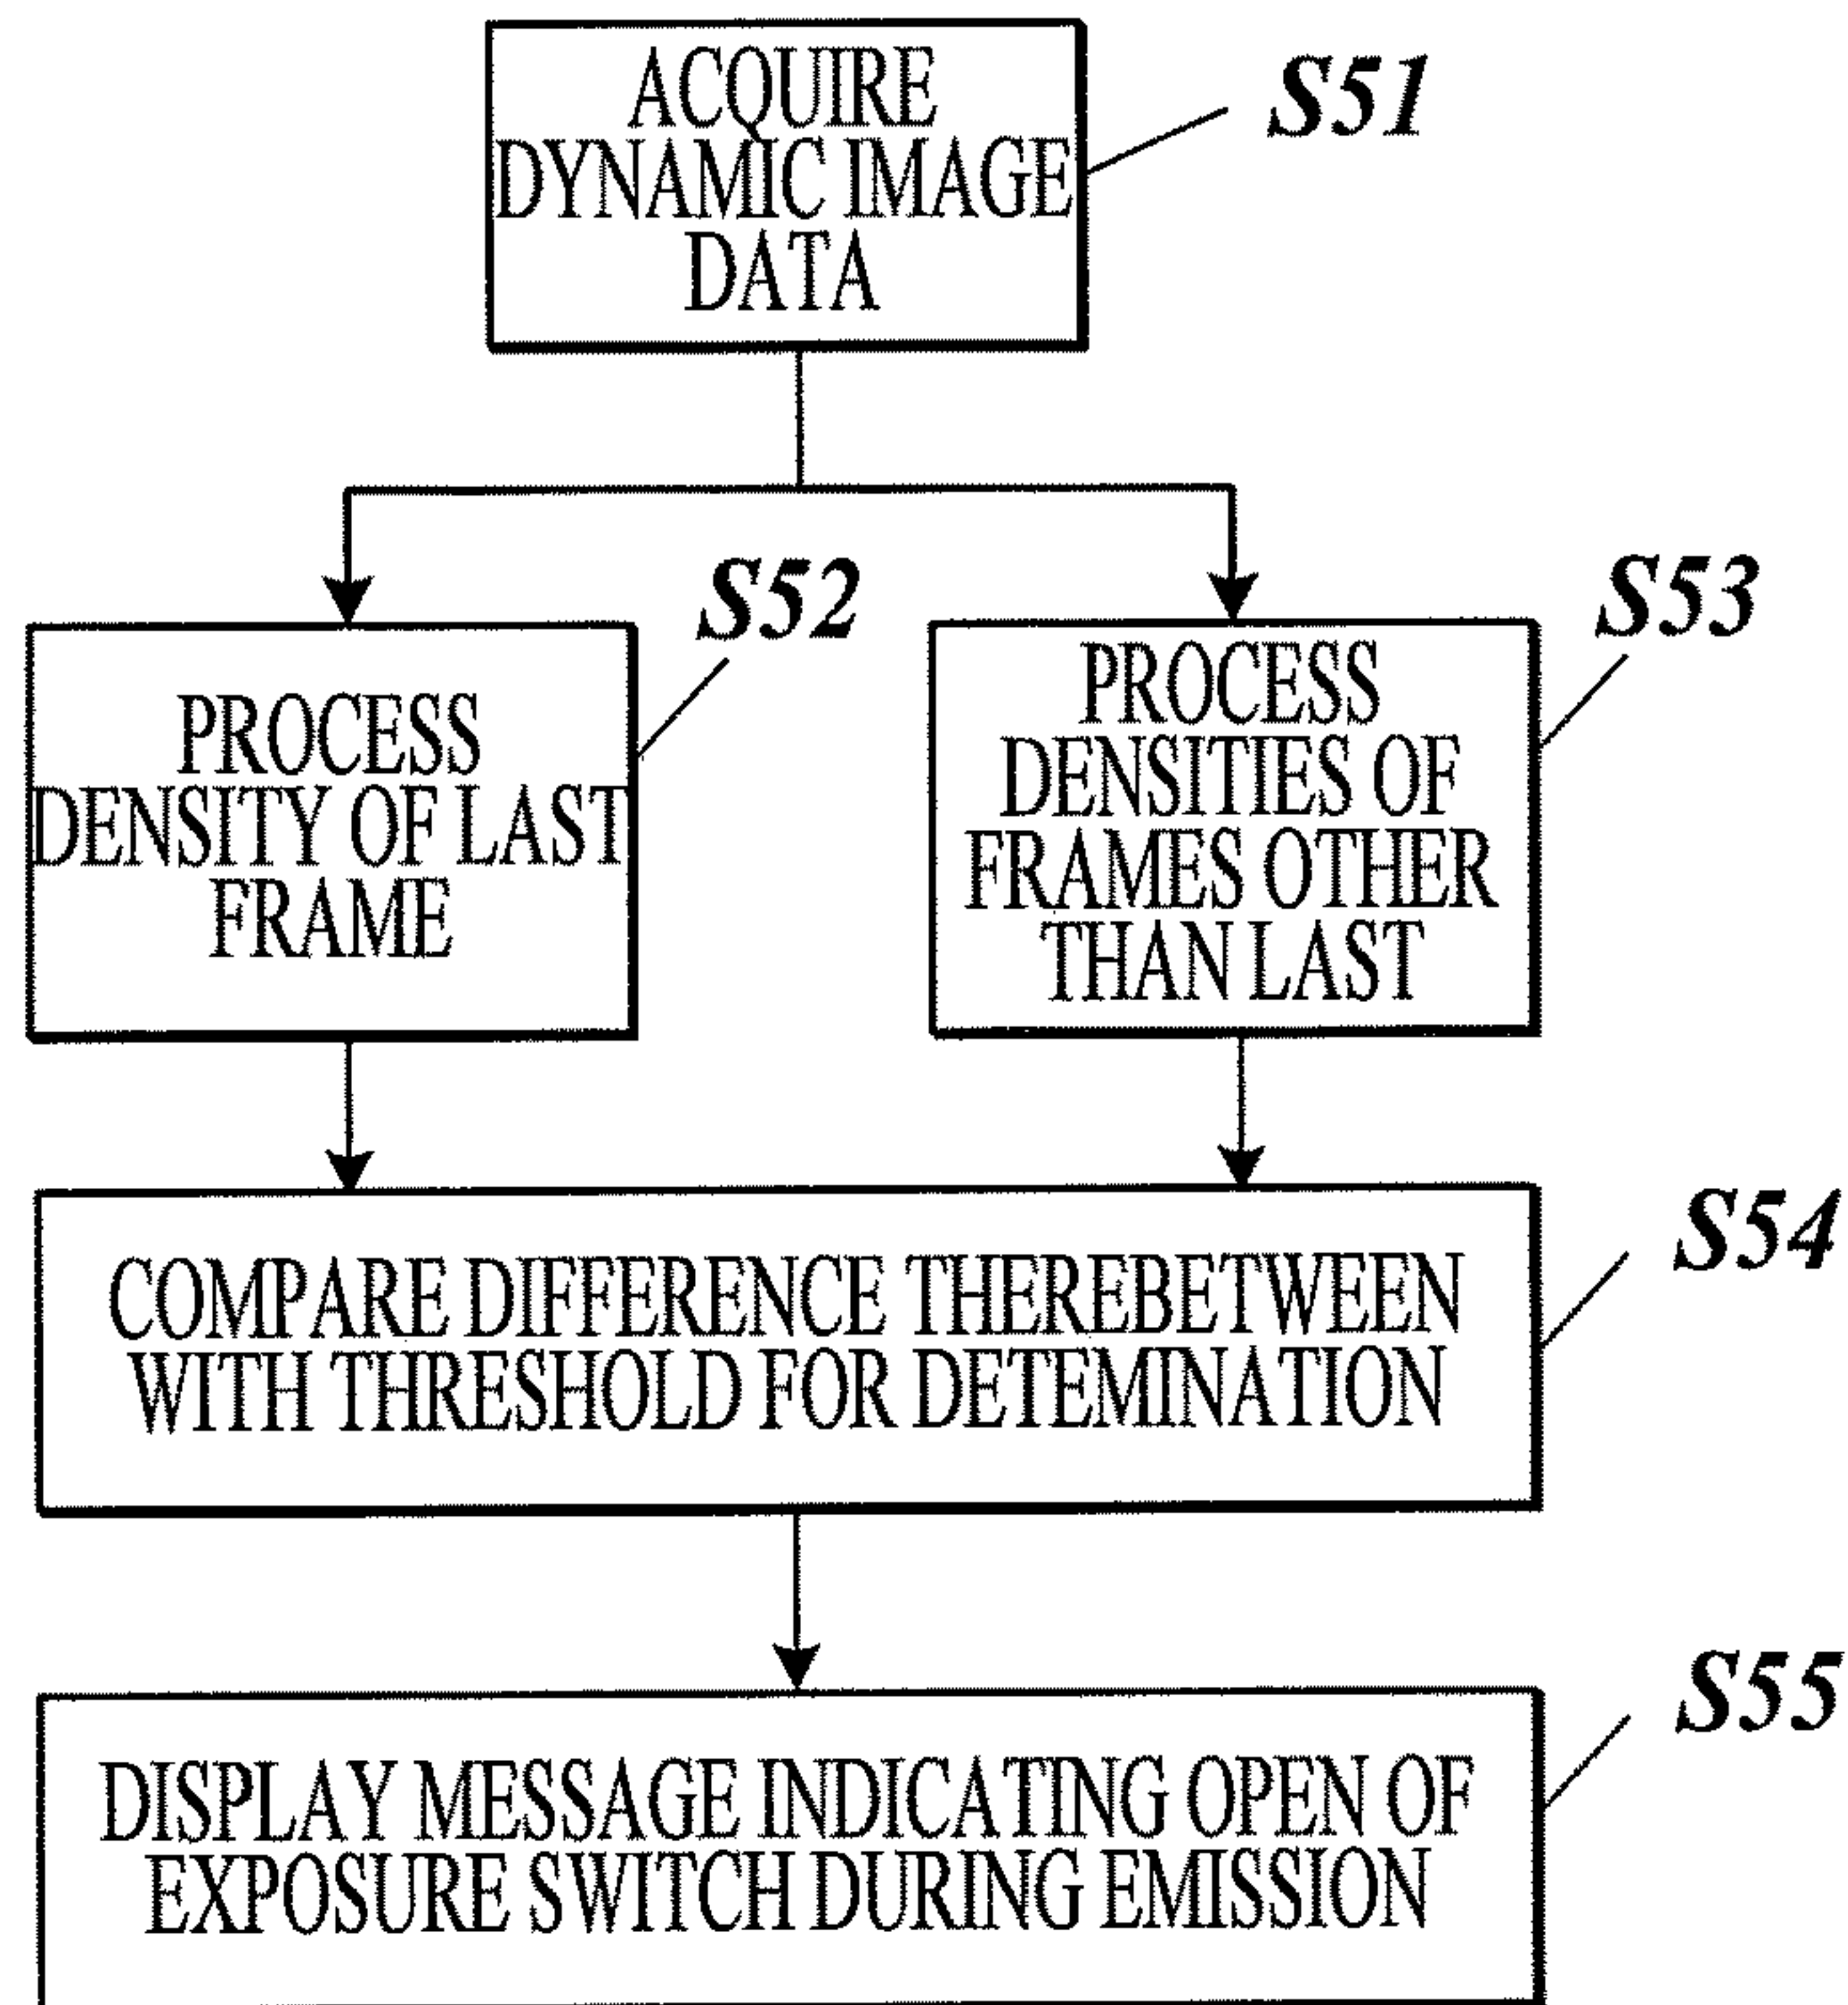 ACQUIRE
DYNAMIC IMAGE
DATA
S51
S52
PROCESS
DENSITY OF LAST
FRAME
S53
PROCESS
DENSITIES OF
FRAMES OTHER
THAN LAST
S54
COMPARE DIFFERENCE THEREBETWEEN
WITH THRESHOLD FOR DETEMINATION
S55
DISPLAY MESSAGE INDICATING OPEN OF
EXPOSURE SWITCH DURING EMISSION